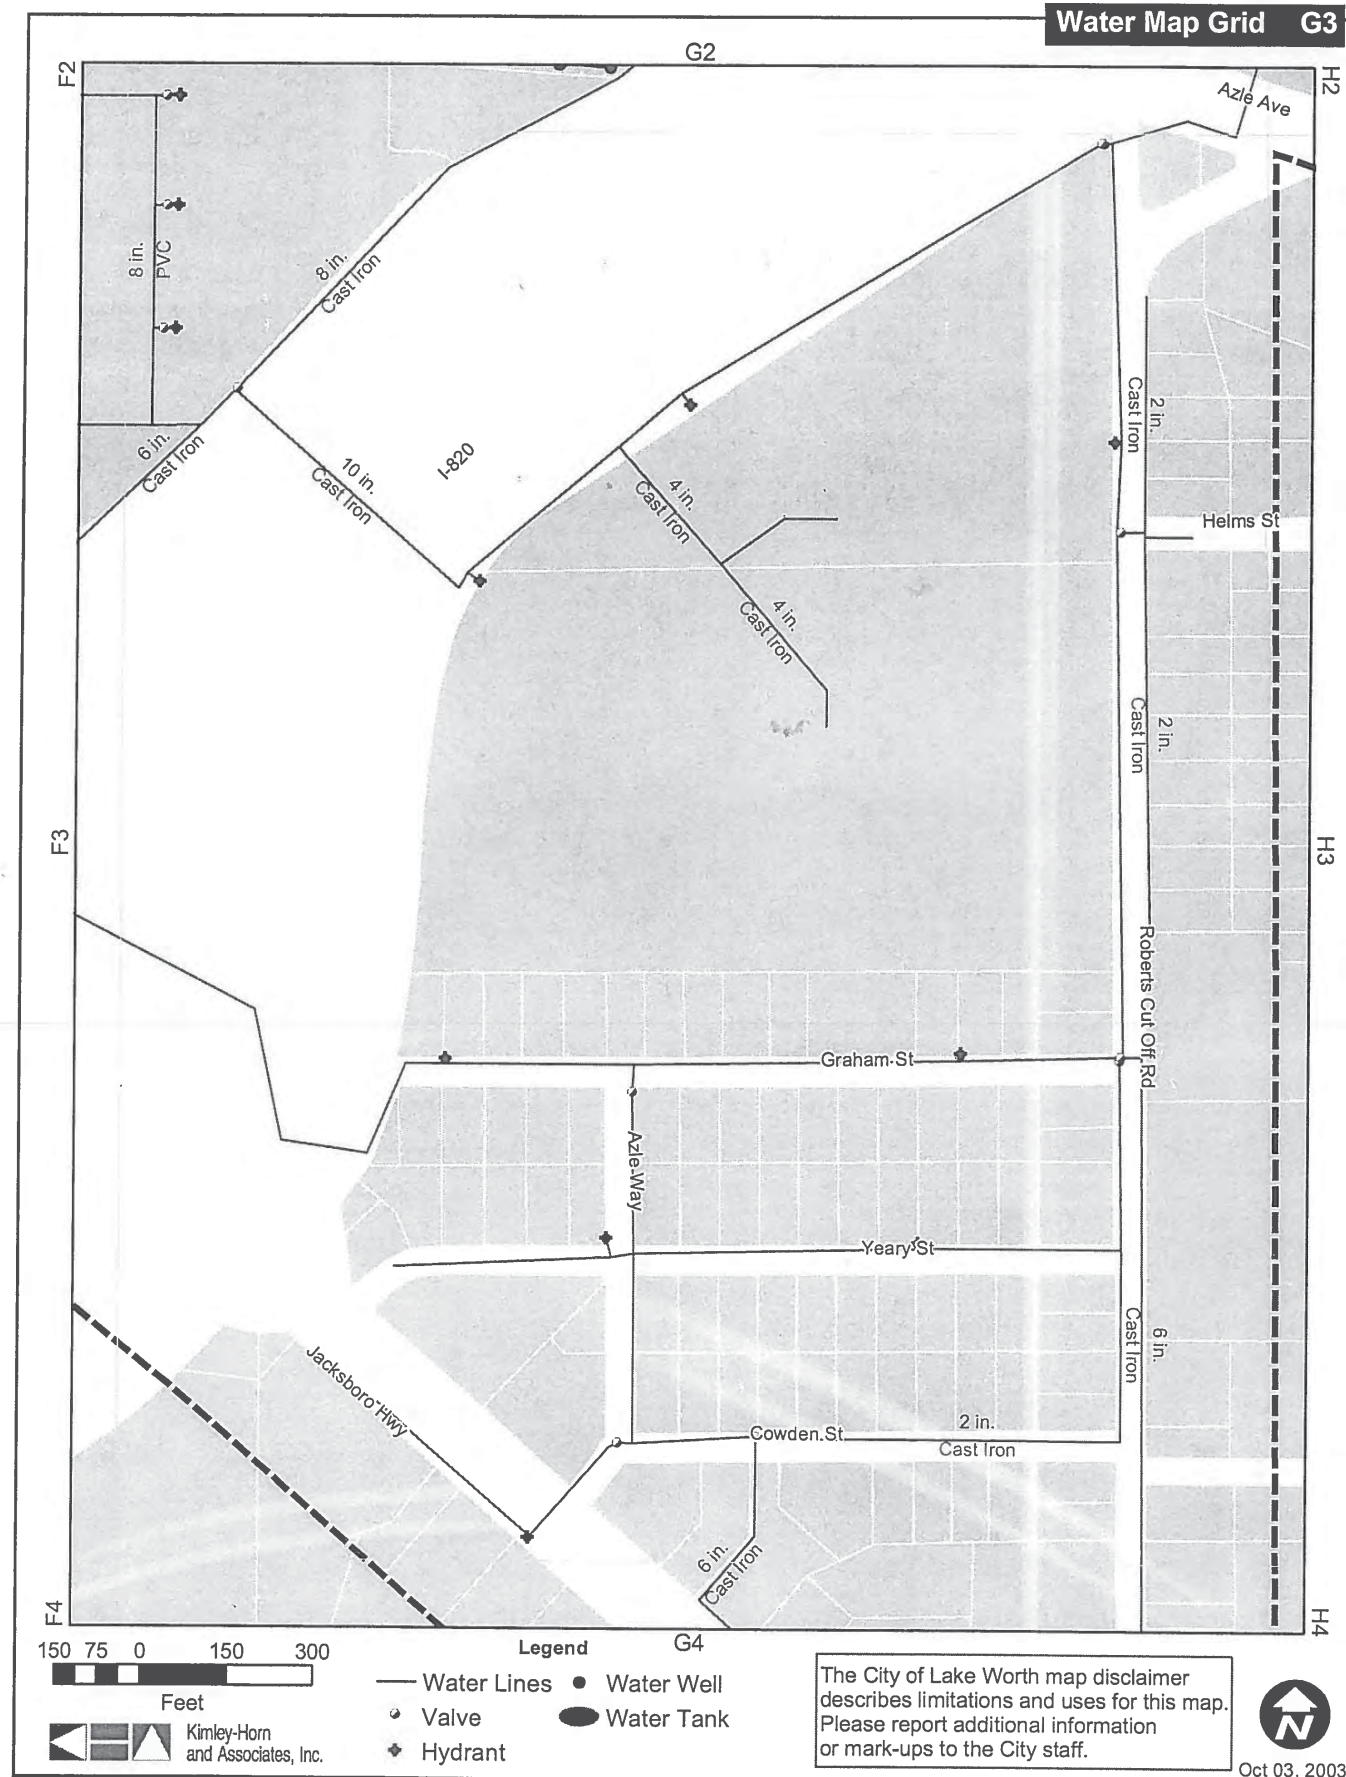 Water Map Grid G3
G2
F2
H2
Azle Ave
8 in.
PVC
8 in.
Cast Iron
6 in.
Cast Iron
10 in.
Cast Iron
I-820
4 in.
Cast Iron
4 in.
Cast Iron
2 in.
Cast Iron
Helms St
2 in.
Cast Iron
F3
H3
Roberts Cut Off Rd
Graham St
Azle Way
Yeary St
6 in.
Cast Iron
Jacksboro Hwy
Cowden St
2 in.
Cast Iron
6 in.
Cast Iron
F4
G4
H4
150 75 0 150 300
Feet
Kimley-Horn
and Associates, Inc.
Legend
Water Lines
Water Well
Valve
Water Tank
Hydrant
The City of Lake Worth map disclaimer
describes limitations and uses for this map.
Please report additional information
or mark-ups to the City staff.
N
Oct 03, 2003